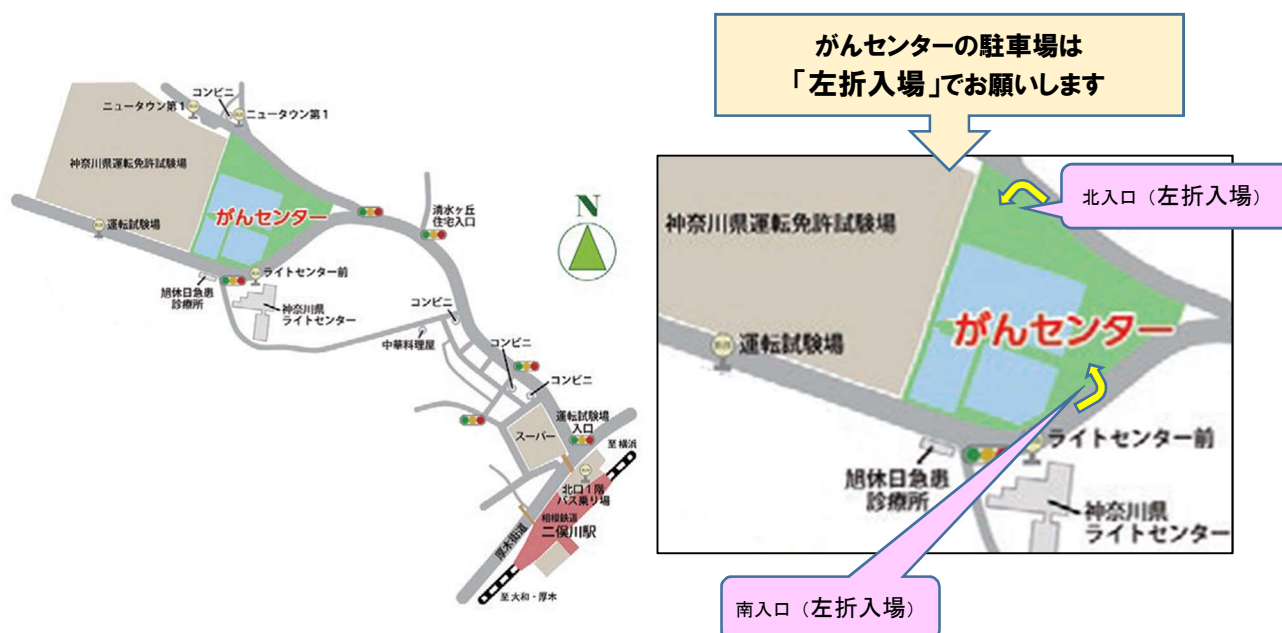 がんセンターの駐車場は
「左折入場」でお願いします
コンビニ
ニュータウン第1
ニュータウン第1
神奈川県運転免許試験場
がんセンター
運転試験場
清水ヶ丘
住宅入口
N
ライトセンター前
旭休日急患
診療所
神奈川県
ライトセンター
コンビニ
中華料理屋
コンビニ
コンビニ
運転試験場
入口
スーパー
至横浜
北口1階
バス乗り場
相模鉄道
二俣川駅
厚木街道
至大和・厚木
北入口（左折入場）
神奈川県運転免許試験場
がんセンター
運転試験場
ライトセンター前
旭休日急患
診療所
神奈川県
ライトセンター
南入口（左折入場）